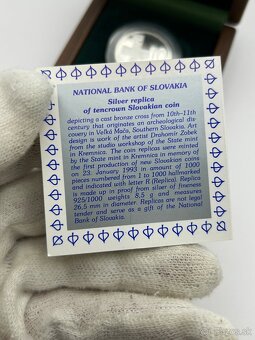 NATIONAL BANK OF SLOVAKIA
Silver replica
of tencrown Slovakian coin
depicting a cast bronze cross from 10th-11th
century that originates an archeological dis-
covery in Veľká Mača, Southern Slovakia. Art
design is work of the artist Drahomír Zobek
from the studio workshop of the State mint
in Kremnica. The coin replicas were minted
by the State mint in Kremnica in memory of
the first production of new Slovakian coins
on 23. January, 1993 in amount of 1000
pieces numbered from 1 to 1000 hallmarked
and indicated with letter R (Replica). Replica
is made up in proof from silver of fineness
925/1000 weights, 8,5 g and measures
26,5 mm in diameter. Replicas are not legal
tender and serve as a gift of the National
Bank of Slovakia.
bazos.sk